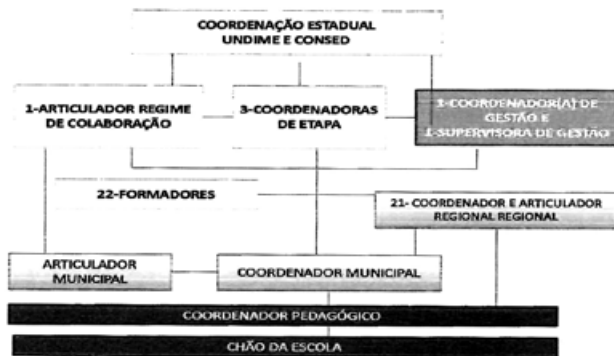 COORDENAÇÃO ESTADUAL
UNDIME E CONSED
1-ARTICULADOR REGIME
DE COLABORAÇÃO
3-COORDENADORAS
DE ETAPA
1-COORDENADOR(A) DE
GESTÃO E
1-SUPERVISORA DE GESTÃO
22-FORMADORES
21- COORDENADOR E ARTICULADOR
REGIONAL REGIONAL
ARTICULADOR
MUNICIPAL
COORDENADOR MUNICIPAL
COORDENADOR PEDAGÓGICO
CHÃO DA ESCOLA